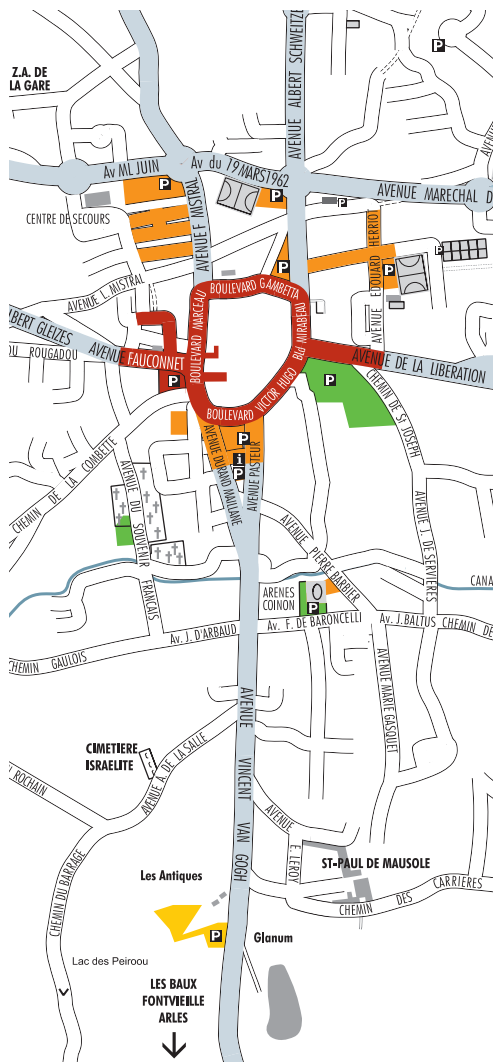 Z.A. DE
LA GARE
P
AVENUE ALBERT SCHWEITZE
AV ML JUIN
Av du 19 MARS 1962
AVENUE MARECHAL D
P
P
P
CENTRE DE SECOURS
AVENUE F MISTRAL
AVENUE EDOUARD HERRIOT
P
P
P
AVENUE L. MISTRAL
BOULEVARD GAMBETTA
BOULEVARD MARCEAU
Bld MIRABEAU
LBERT GLEIZES
DU ROUGADOU
AVENUE FAUCONNET
AVENUE DE LA LIBERATION
P
P
BOULEVARD VICTOR HUGO
CHEMIN DE St JOSEPH
P
i
P
AVENUE DURAND MAILLANE
AVENUE PASTEUR
CHEMIN DE LA COMBETTE
AVENUE DU SOUVENIR FRANCAIS
AVENUE PIERRE BARBIER
AVENUE J. DE SERVIERES
CANA
ARENES
COINON
P
Av. J. D'ARBAUD
Av. F. DE BARONCELLI
Av. J.BALTUS
CHEMIN DE
CHEMIN GAULOIS
AVENUE MARIE GASQUET
AVENUE VINCENT VAN GOGH
CIMETIERE
ISRAELITE
AVENUE A. DE LA SALLE
ROCHAIN
CHEMIN DU BARRAGE
AVENUE E. LEROY
ST-PAUL DE MAUSOLE
CHEMIN DES CARRIERES
Les Antiques
P
Glanum
Lac des Peiroou
LES BAUX
FONTVIEILLE
ARLES